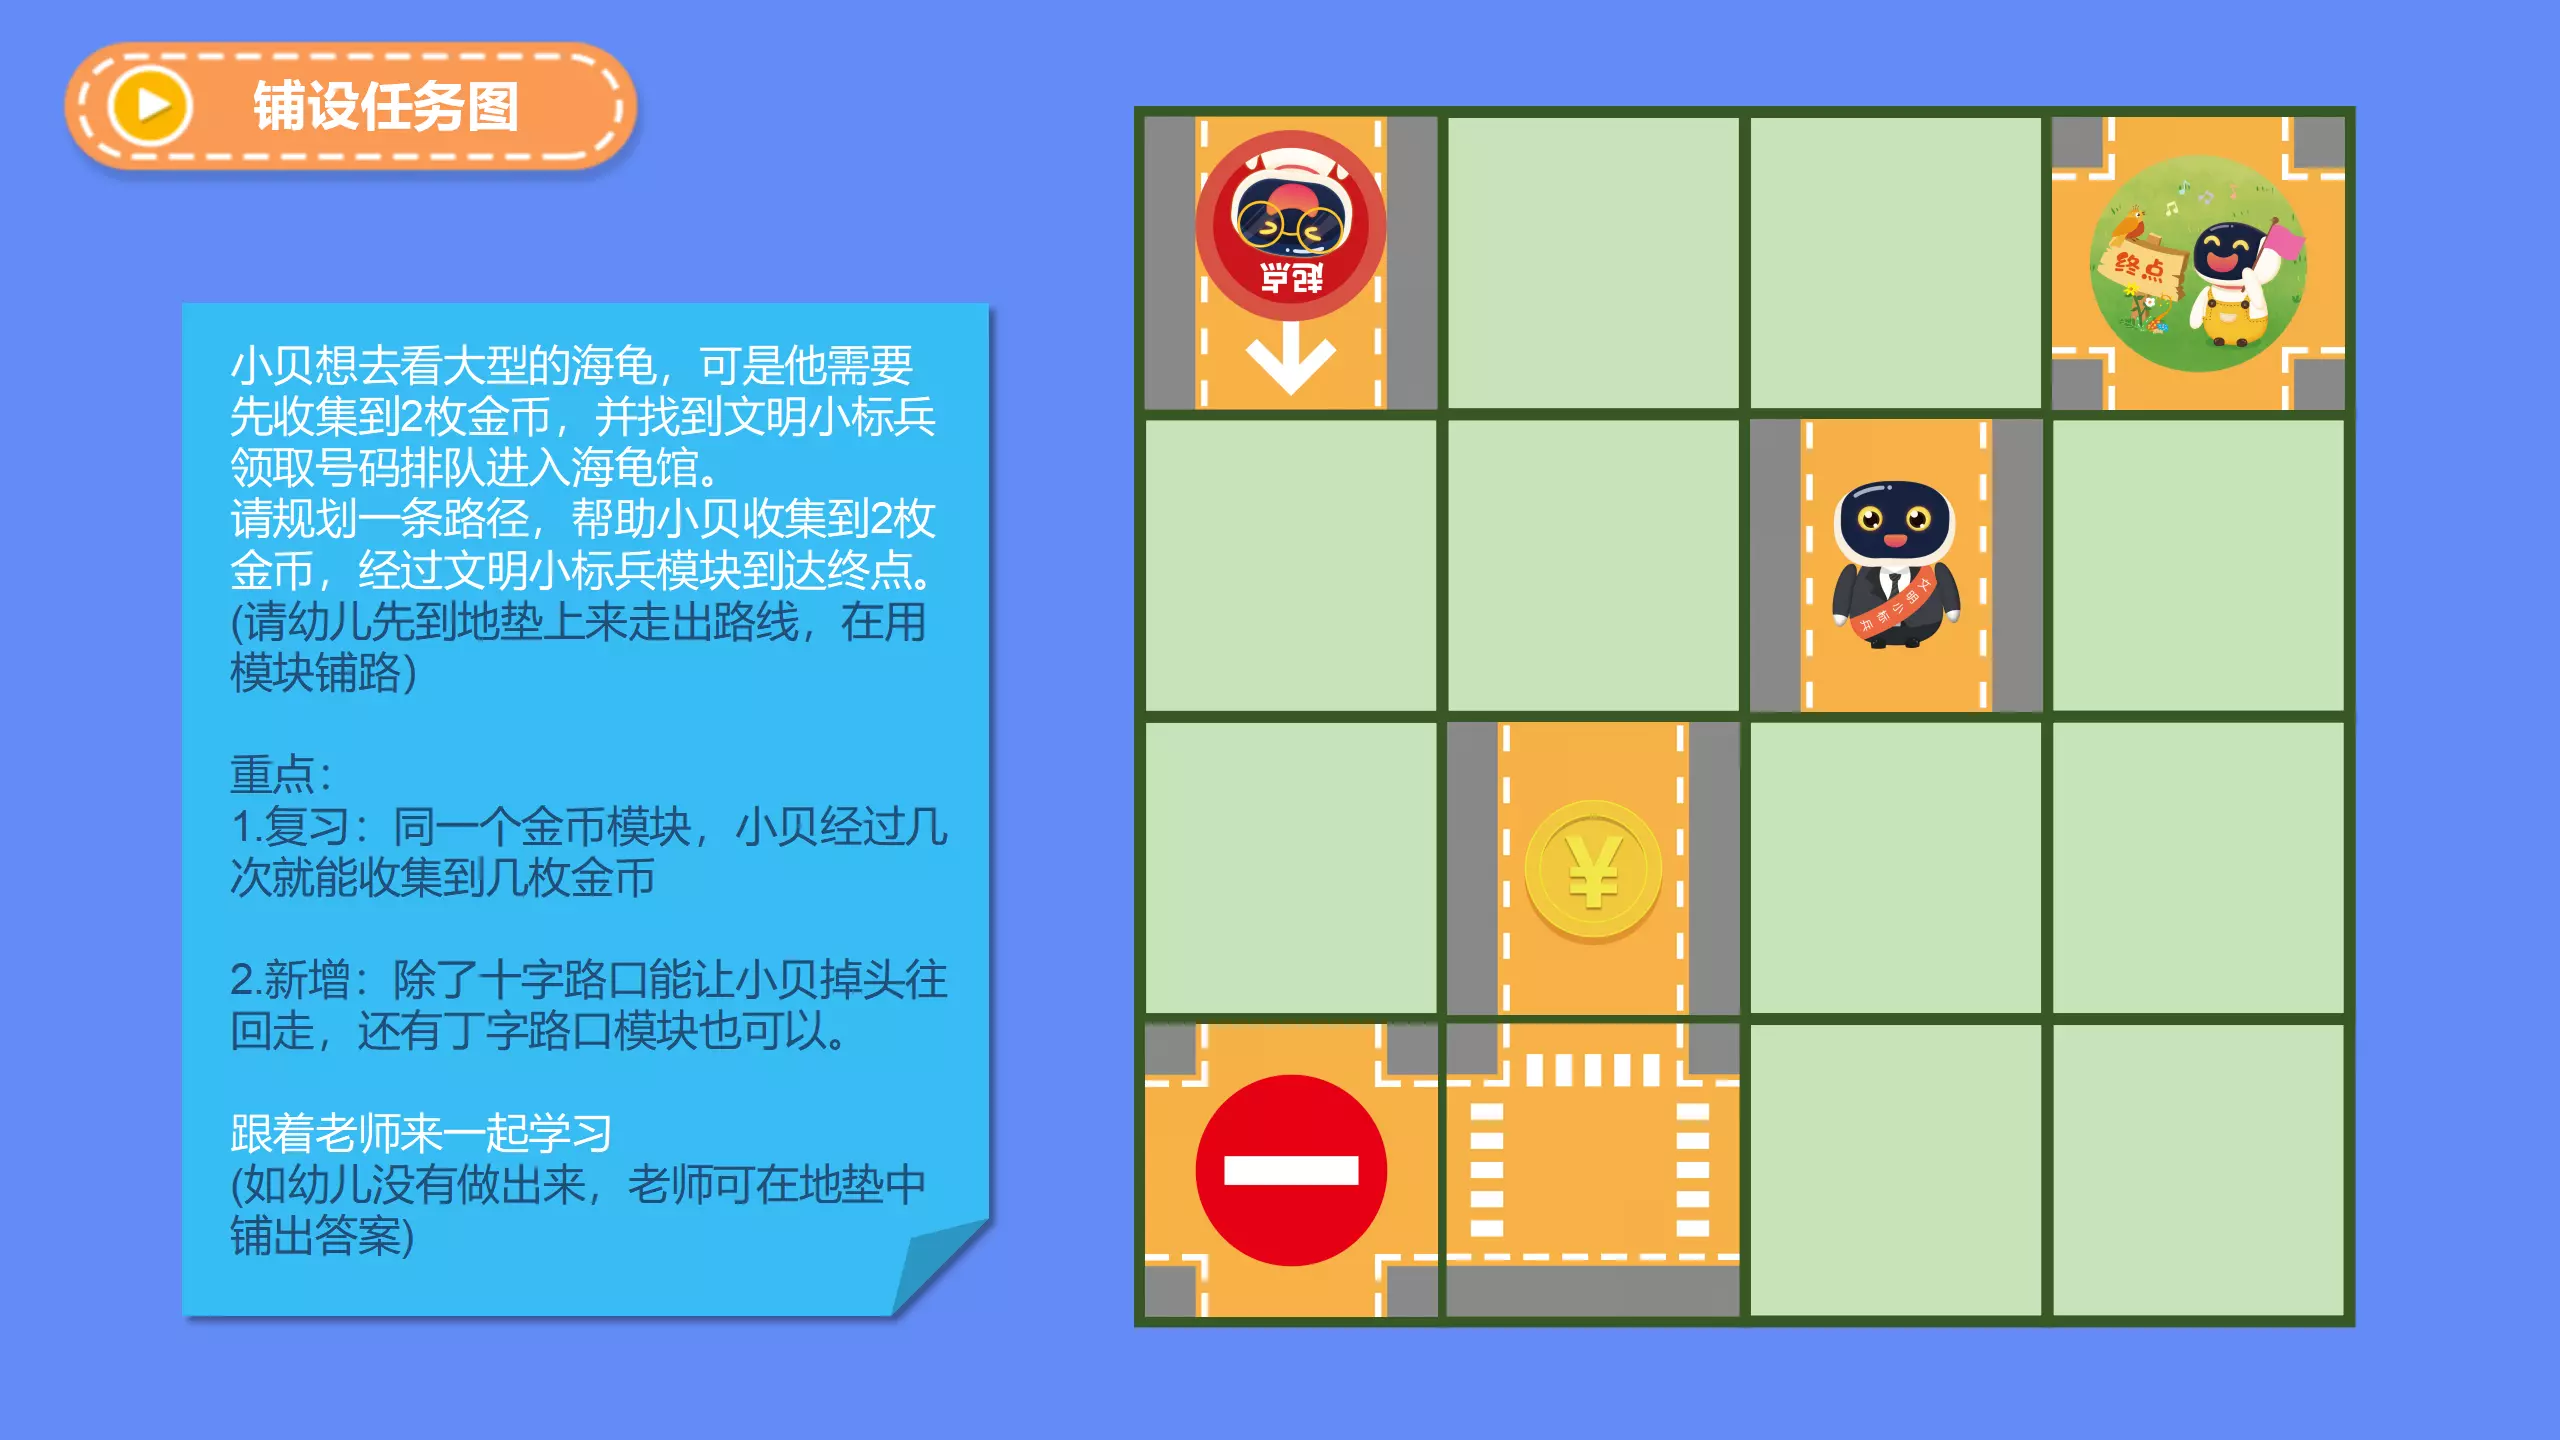 铺设任务图
小贝想去看大型的海龟，可是他需要
先收集到2枚金币，并找到文明小标兵
领取号码排队进入海龟馆。
请规划一条路径，帮助小贝收集到2枚
金币，经过文明小标兵模块到达终点。
(请幼儿先到地垫上来走出路线，在用
模块铺路）
重点：
1.复习：同一个金币模块，小贝经过几
次就能收集到几枚金币
2.新增：除了十字路口能让小贝掉头往
回走，还有丁字路口模块也可以。
跟着老师来一起学习
(如幼儿没有做出来，老师可在地垫中
铺出答案)
起点
终点
文明小标兵
¥